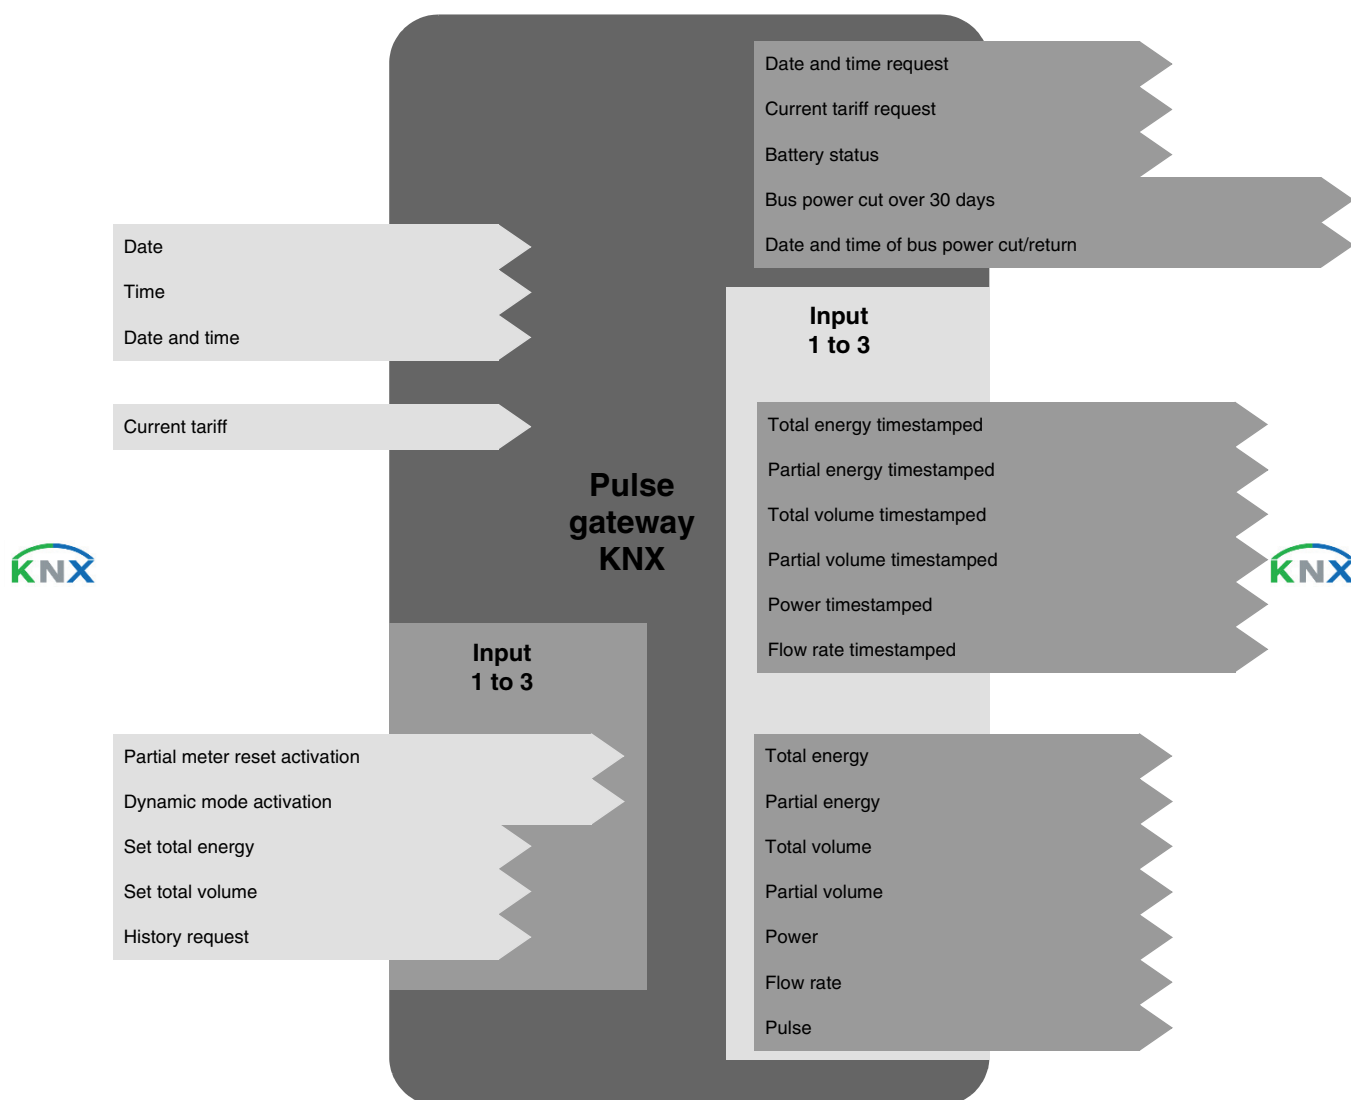 Date and time request
Current tariff request
Battery status
Bus power cut over 30 days
Date and time of bus power cut/return
Date
Time
Date and time
Current tariff
Pulse
gateway
KNX
Input
1 to 3
Total energy timestamped
Partial energy timestamped
Total volume timestamped
Partial volume timestamped
Power timestamped
Flow rate timestamped
KNX
KNX
Input
1 to 3
Partial meter reset activation
Dynamic mode activation
Set total energy
Set total volume
History request
Total energy
Partial energy
Total volume
Partial volume
Power
Flow rate
Pulse